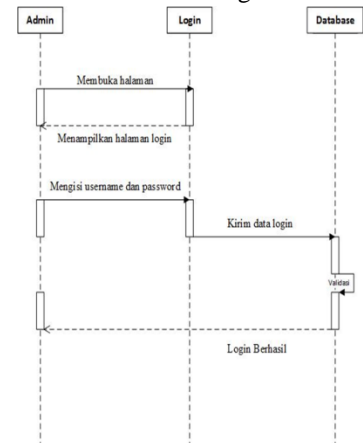 Admin
Login
Database
Membuka halaman
Menampilkan halaman login
Mengisi username dan password
Kirim data login
Validasi
Login Berhasil